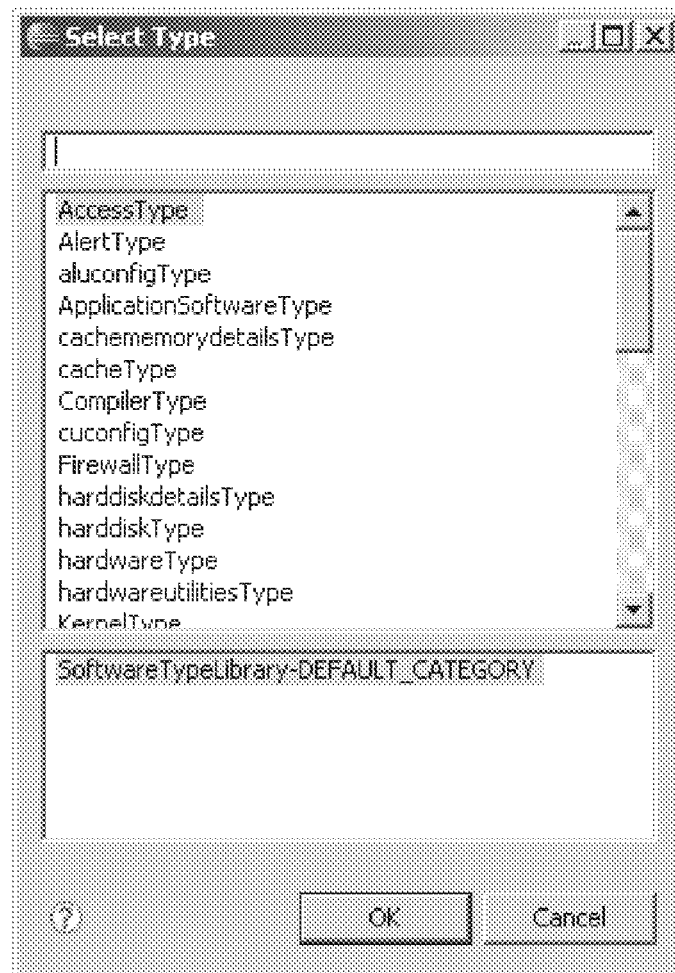 Select Type
AccessType
AlertType
aluconfigType
ApplicationSoftwareType
cachememorydetailsType
cacheType
CompilerType
cuconfigType
FirewallType
harddiskdetailsType
harddiskType
hardwareType
hardwareutilitiesType
KernelType
SoftwareTypeLibrary-DEFAULT_CATEGORY
?
OK
Cancel